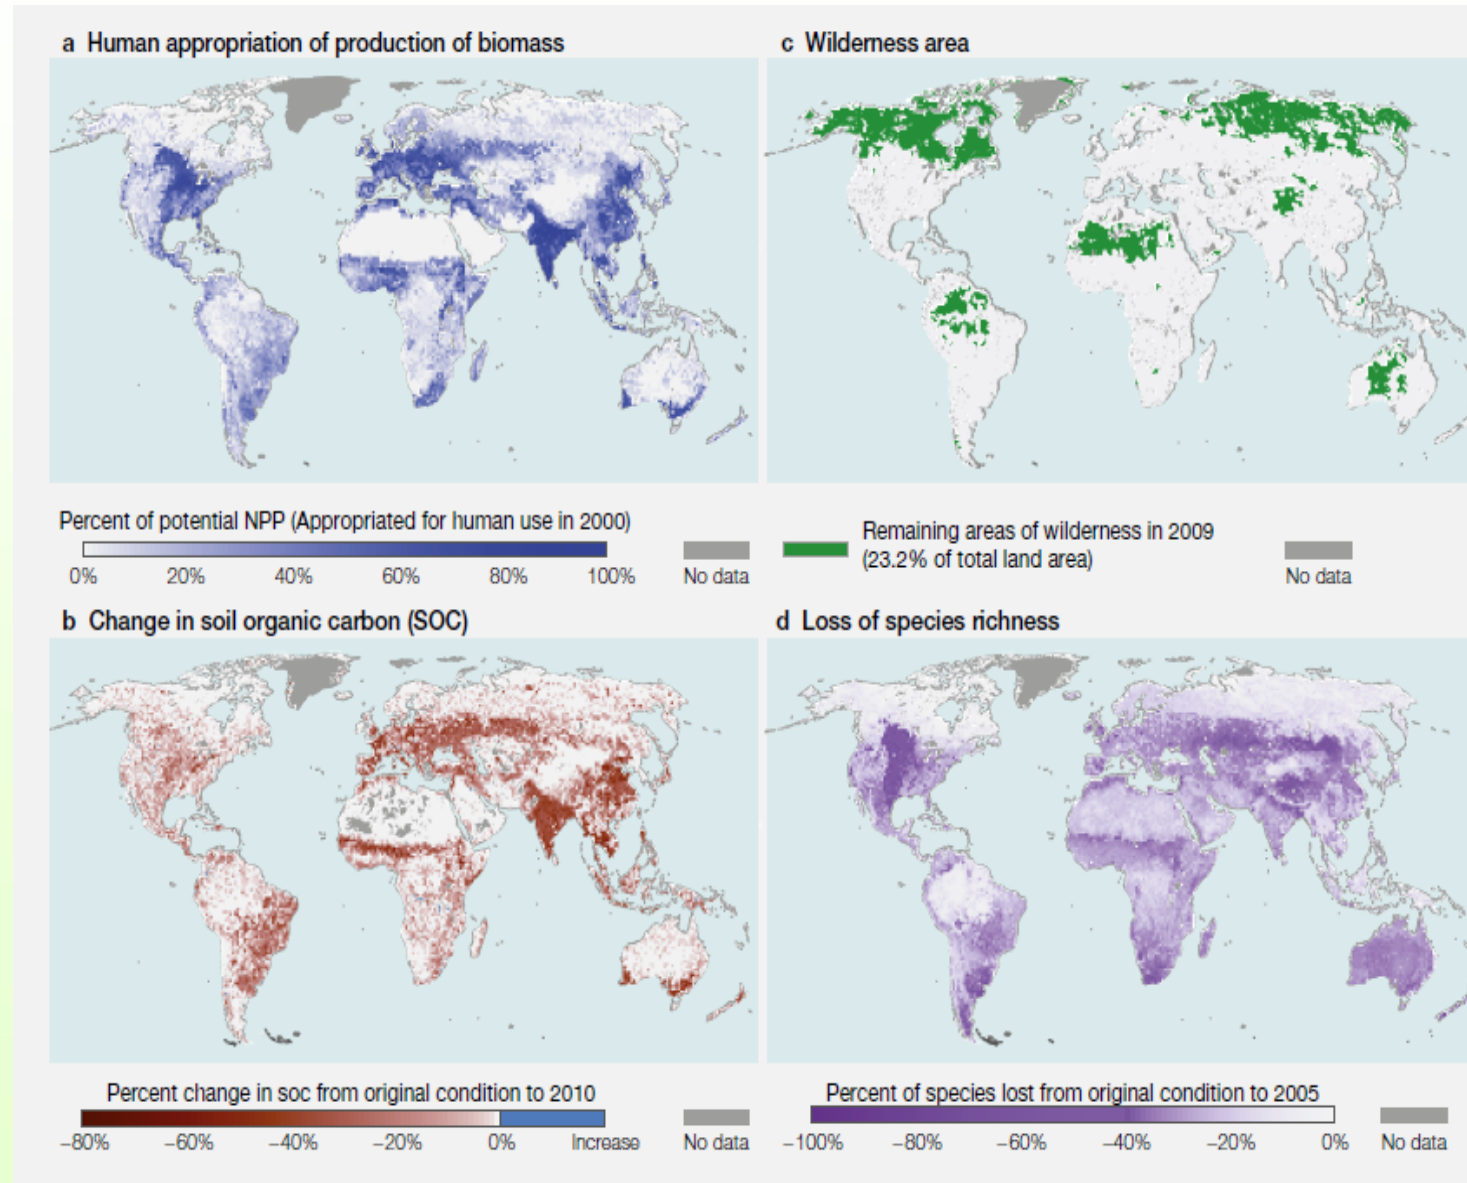 a Human appropriation of production of biomass
c Wilderness area
Percent of potential NPP (Appropriated for human use in 2000)
0% 20% 40% 60% 80% 100% No data
Remaining areas of wilderness in 2009
(23.2% of total land area)
No data
b Change in soil organic carbon (SOC)
d Loss of species richness
Percent change in soc from original condition to 2010
–80% –60% –40% –20% 0% Increase No data
Percent of species lost from original condition to 2005
–100% –80% –60% –40% –20% 0% No data